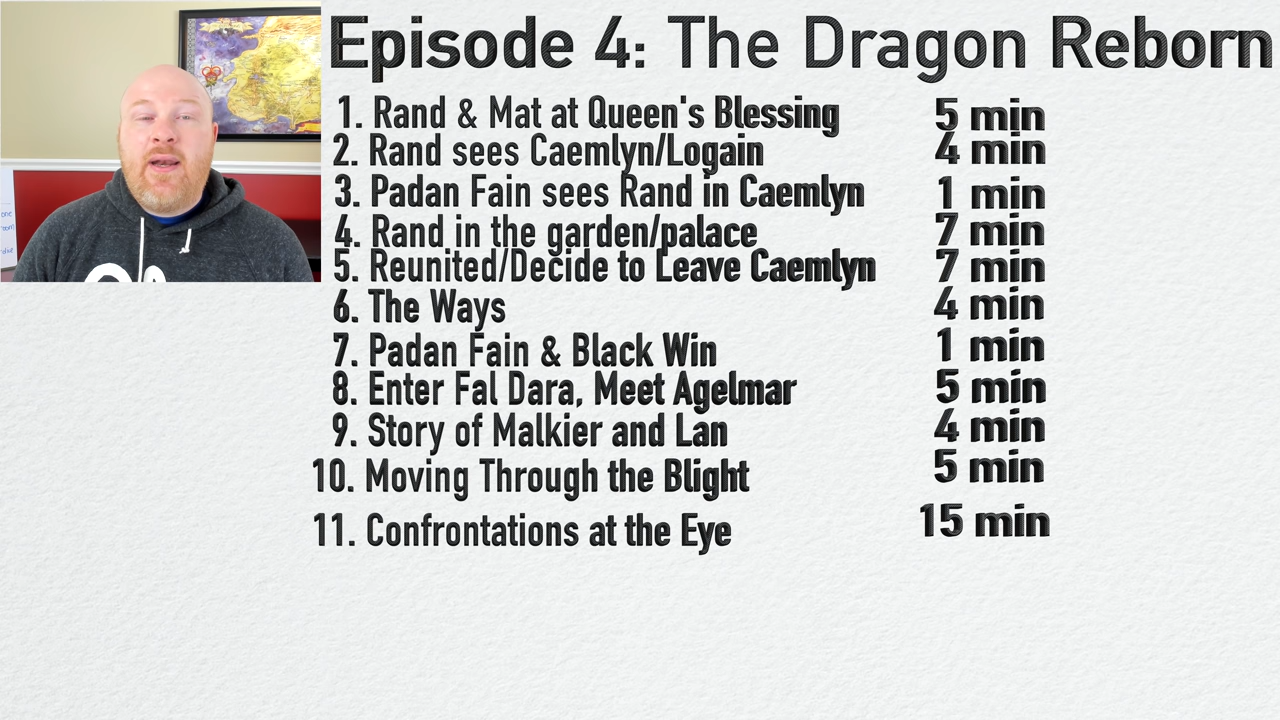 Episode 4: The Dragon Reborn
1. Rand & Mat at Queen's Blessing 5 min
2. Rand sees Caemlyn/Logain 4 min
3. Padan Fain sees Rand in Caemlyn 1 min
4. Rand in the garden/palace 7 min
5. Reunited/Decide to Leave Caemlyn 7 min
6. The Ways 4 min
7. Padan Fain & Black Win 1 min
8. Enter Fal Dara, Meet Agelmar 5 min
9. Story of Malkier and Lan 4 min
10. Moving Through the Blight 5 min
11. Confrontations at the Eye 15 min